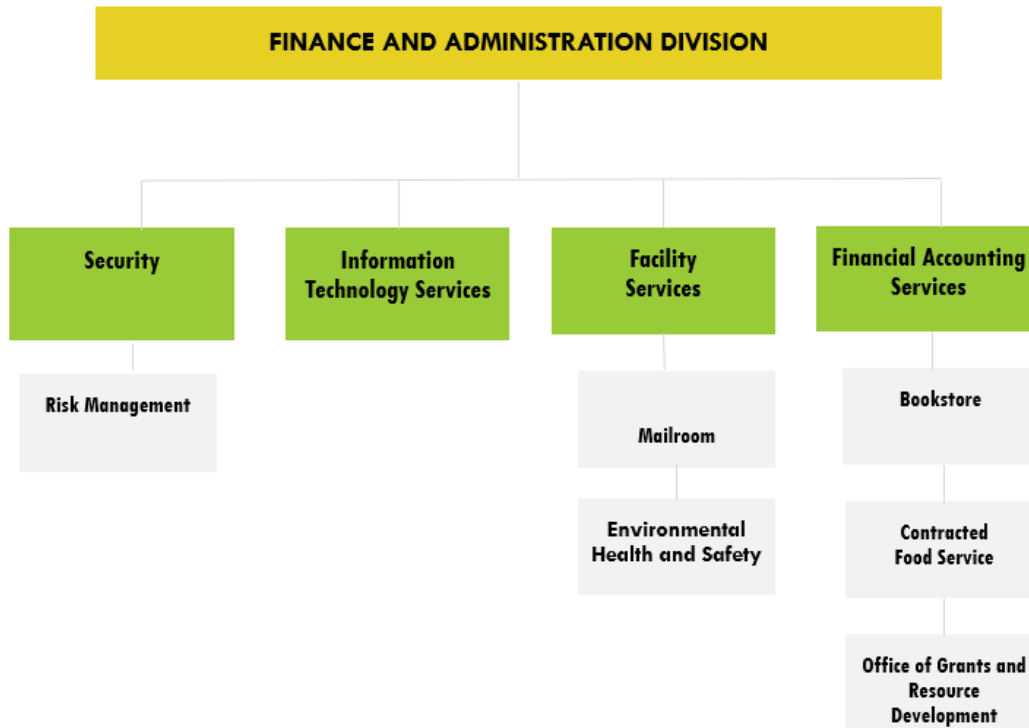 FINANCE AND ADMINISTRATION DIVISION
Security
Information
Technology Services
Facility
Services
Financial Accounting
Services
Risk Management
Mailroom
Bookstore
Environmental
Health and Safety
Contracted
Food Service
Office of Grants and
Resource
Development